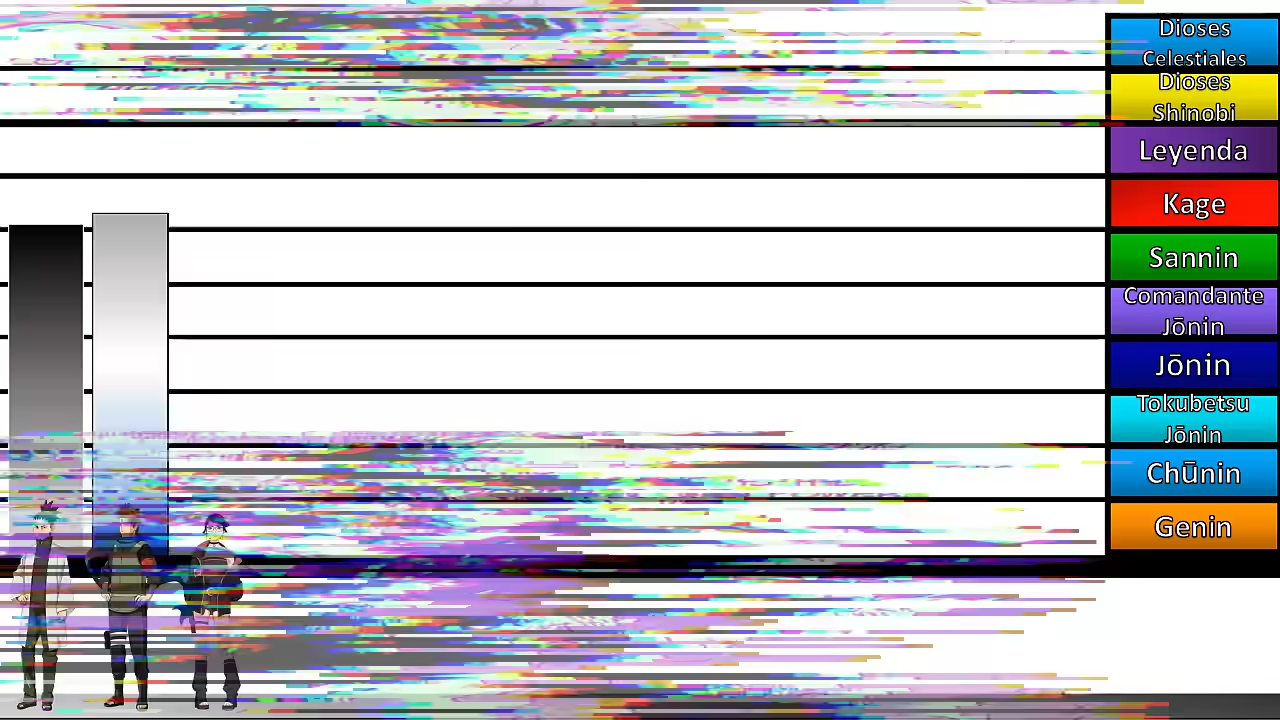 Dioses
Celestiales
Dioses
Shinobi
Leyenda
Kage
Sannin
Comandante
Jōnin
Jōnin
Tokubetsu
Jōnin
Chūnin
Genin